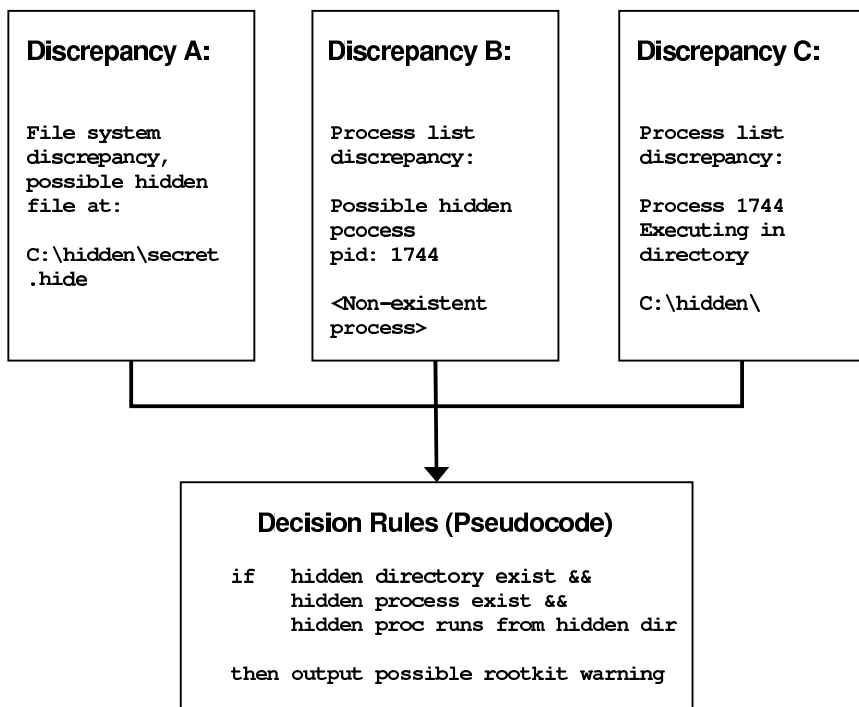 Discrepancy A:
File system
discrepancy,
possible hidden
file at:
C:\hidden\secret
.hide
Discrepancy B:
Process list
discrepancy:
Possible hidden
pcocess
pid: 1744
<Non-existent
process>
Discrepancy C:
Process list
discrepancy:
Process 1744
Executing in
directory
C:\hidden\
Decision Rules (Pseudocode)
if hidden directory exist &&
hidden process exist &&
hidden proc runs from hidden dir
then output possible rootkit warning